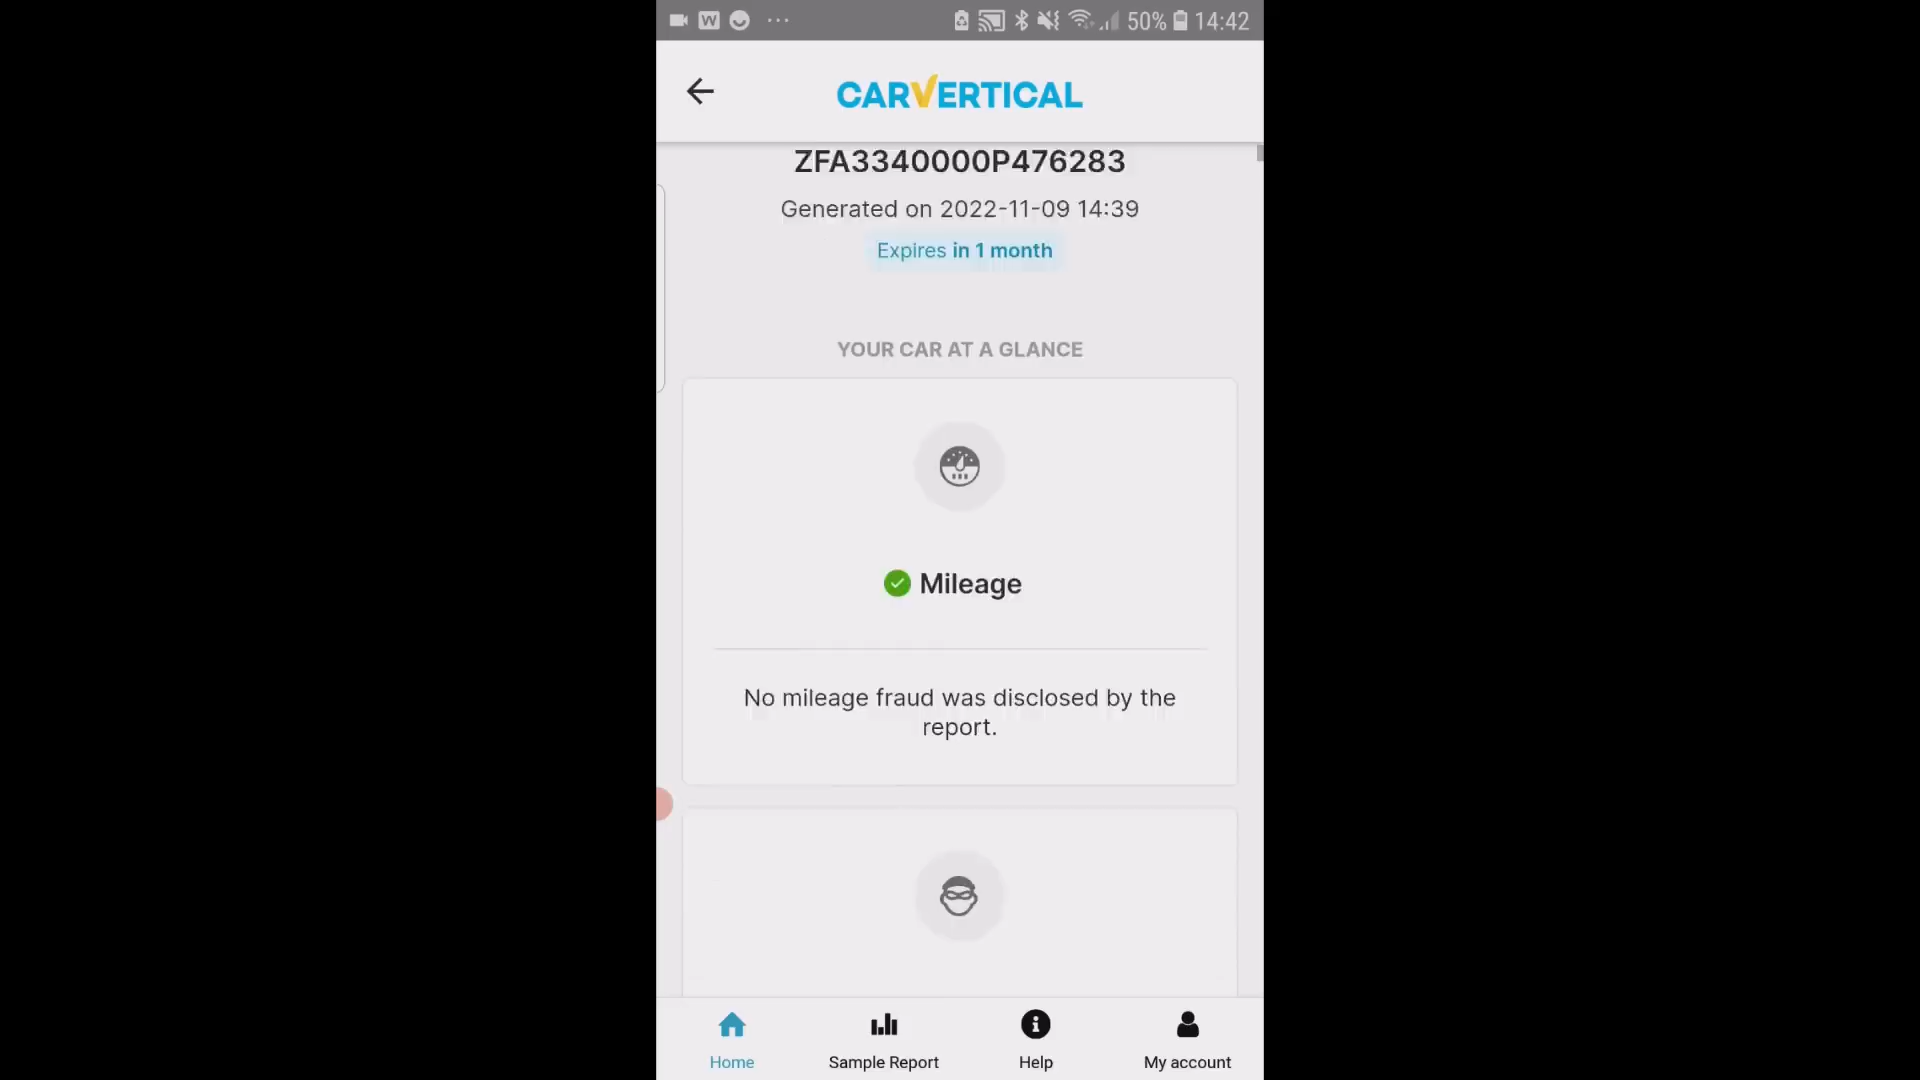 W 50% 14:42
CARVERTICAL
ZFA3340000P476283
Generated on 2022-11-09 14:39
Expires in 1 month
YOUR CAR AT A GLANCE
Mileage
No mileage fraud was disclosed by the
report.
Home Sample Report Help My account